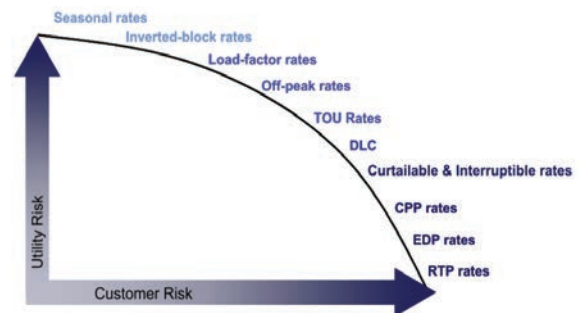 Seasonal rates
Inverted-block rates
Load-factor rates
Off-peak rates
TOU Rates
DLC
Curtailable & Interruptible rates
CPP rates
EDP rates
RTP rates
Utility Risk
Customer Risk